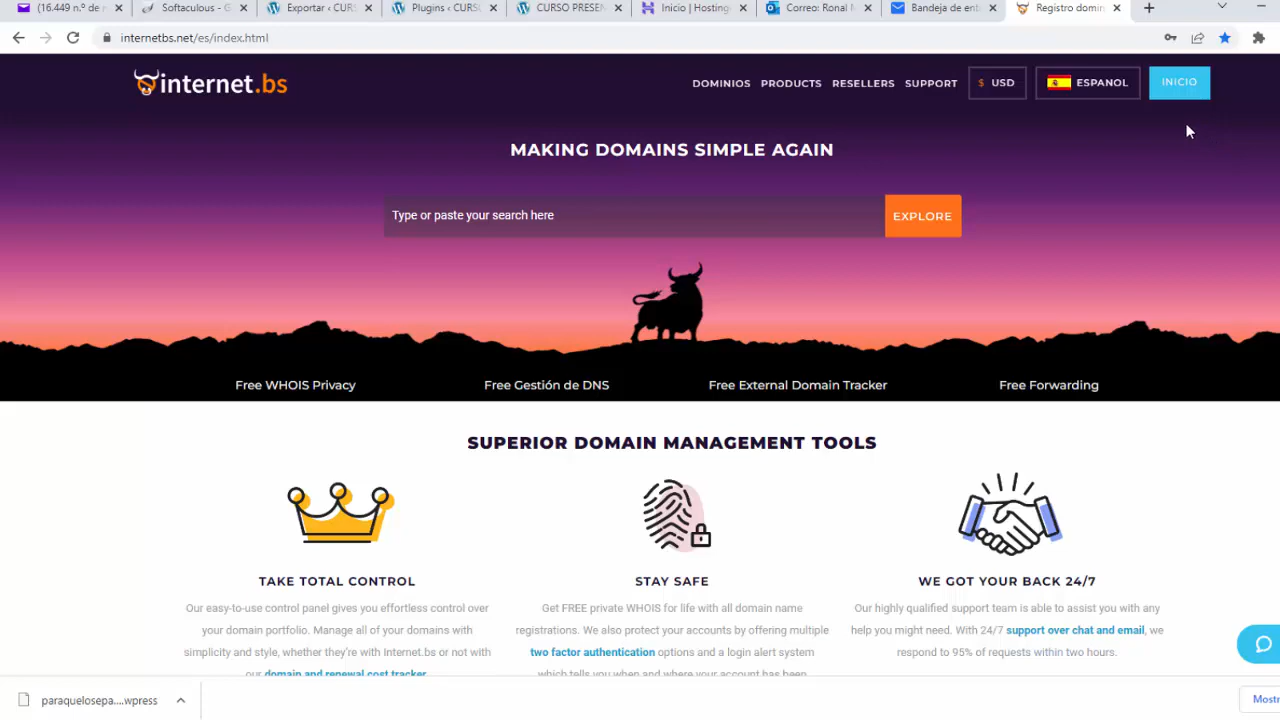 (16.449 n.º de n
Softaculous - G
Exportar ‹ CURS
Plugins ‹ CURSO
CURSO PRESEN
Inicio | Hosting
Correo: Ronal M
Bandeja de ent
Registro domin
internetbs.net/es/index.html
internet.bs
DOMINIOS PRODUCTS RESELLERS SUPPORT $ USD ESPANOL INICIO
MAKING DOMAINS SIMPLE AGAIN
Type or paste your search here
EXPLORE
Free WHOIS Privacy
Free Gestión de DNS
Free External Domain Tracker
Free Forwarding
SUPERIOR DOMAIN MANAGEMENT TOOLS
TAKE TOTAL CONTROL
Our easy-to-use control panel gives you effortless control over
your domain portfolio. Manage all of your domains with
simplicity and style, whether they're with Internet.bs or not with
our domain and renewal cost tracker
STAY SAFE
Get FREE private WHOIS for life with all domain name
registrations. We also protect your accounts by offering multiple
two factor authentication options and a login alert system
which tells you when and where your account has been
WE GOT YOUR BACK 24/7
Our highly qualified support team is able to assist you with any
help you might need. With 24/7 support over chat and email, we
respond to 95% of requests within two hours.
paraquelosepa....wpress
Mostr